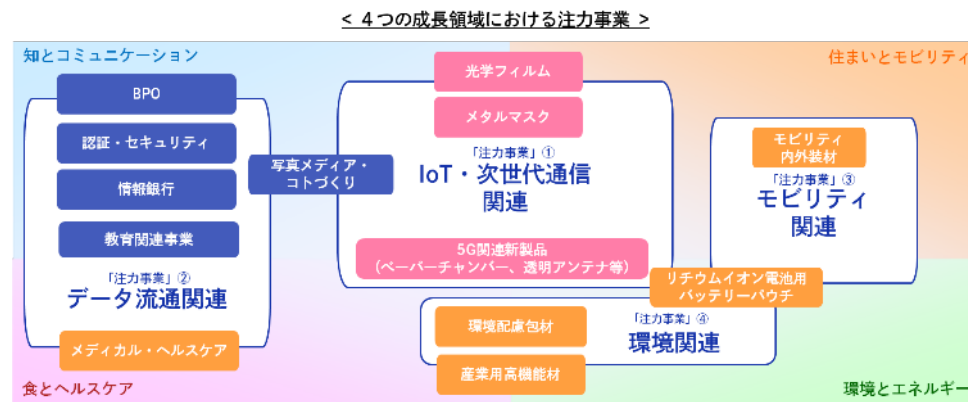 < 4つの成長領域における注力事業 >
知とコミュニケーション
住まいとモビリティ
BPO
認証・セキュリティ
情報銀行
教育関連事業
「注力事業」②
データ流通関連
メディカル・ヘルスケア
写真メディア・
コトづくり
光学フィルム
メタルマスク
「注力事業」①
IoT・次世代通信
関連
5G関連新製品
(ベーパーチャンバー、透明アンテナ等)
モビリティ
内外装材
「注力事業」③
モビリティ
関連
リチウムイオン電池用
バッテリーパウチ
環境配慮包材
「注力事業」④
環境関連
産業用高機能材
食とヘルスケア
環境とエネルギー